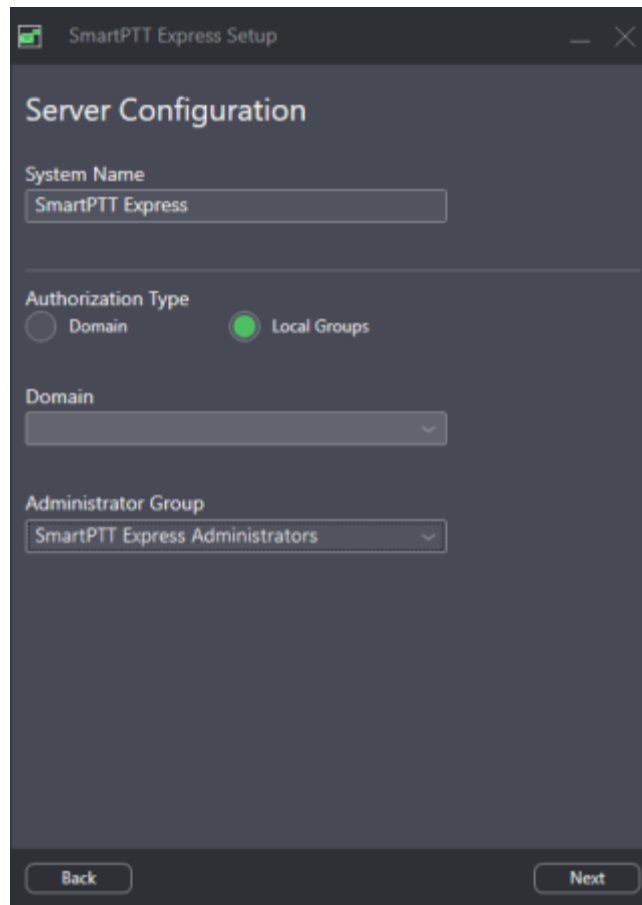 SmartPTT Express Setup
Server Configuration
System Name
SmartPTT Express
Authorization Type
Domain Local Groups
Domain
Administrator Group
SmartPTT Express Administrators
Back Next